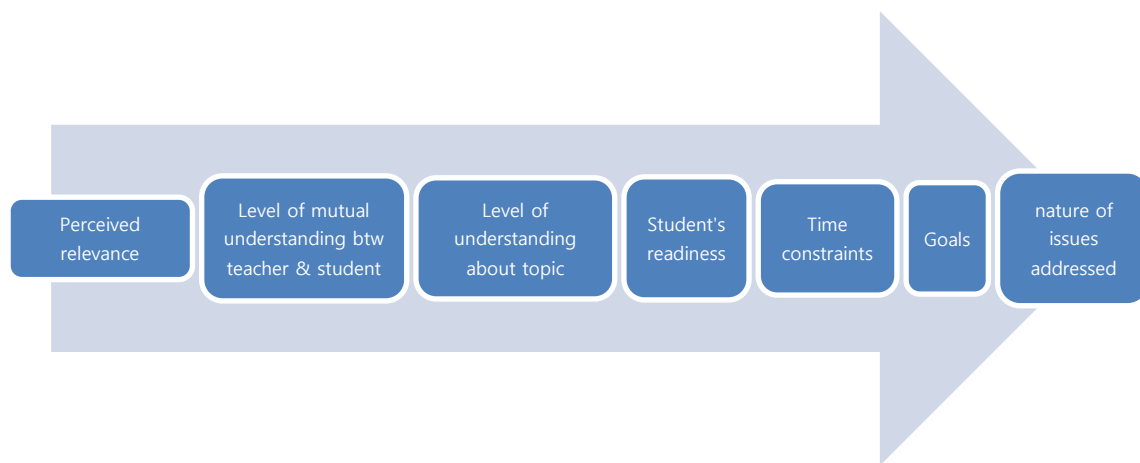 Perceived
relevance
Level of mutual
understanding btw
teacher & student
Level of
understanding
about topic
Student's
readiness
Time
constraints
Goals
nature of
issues
addressed